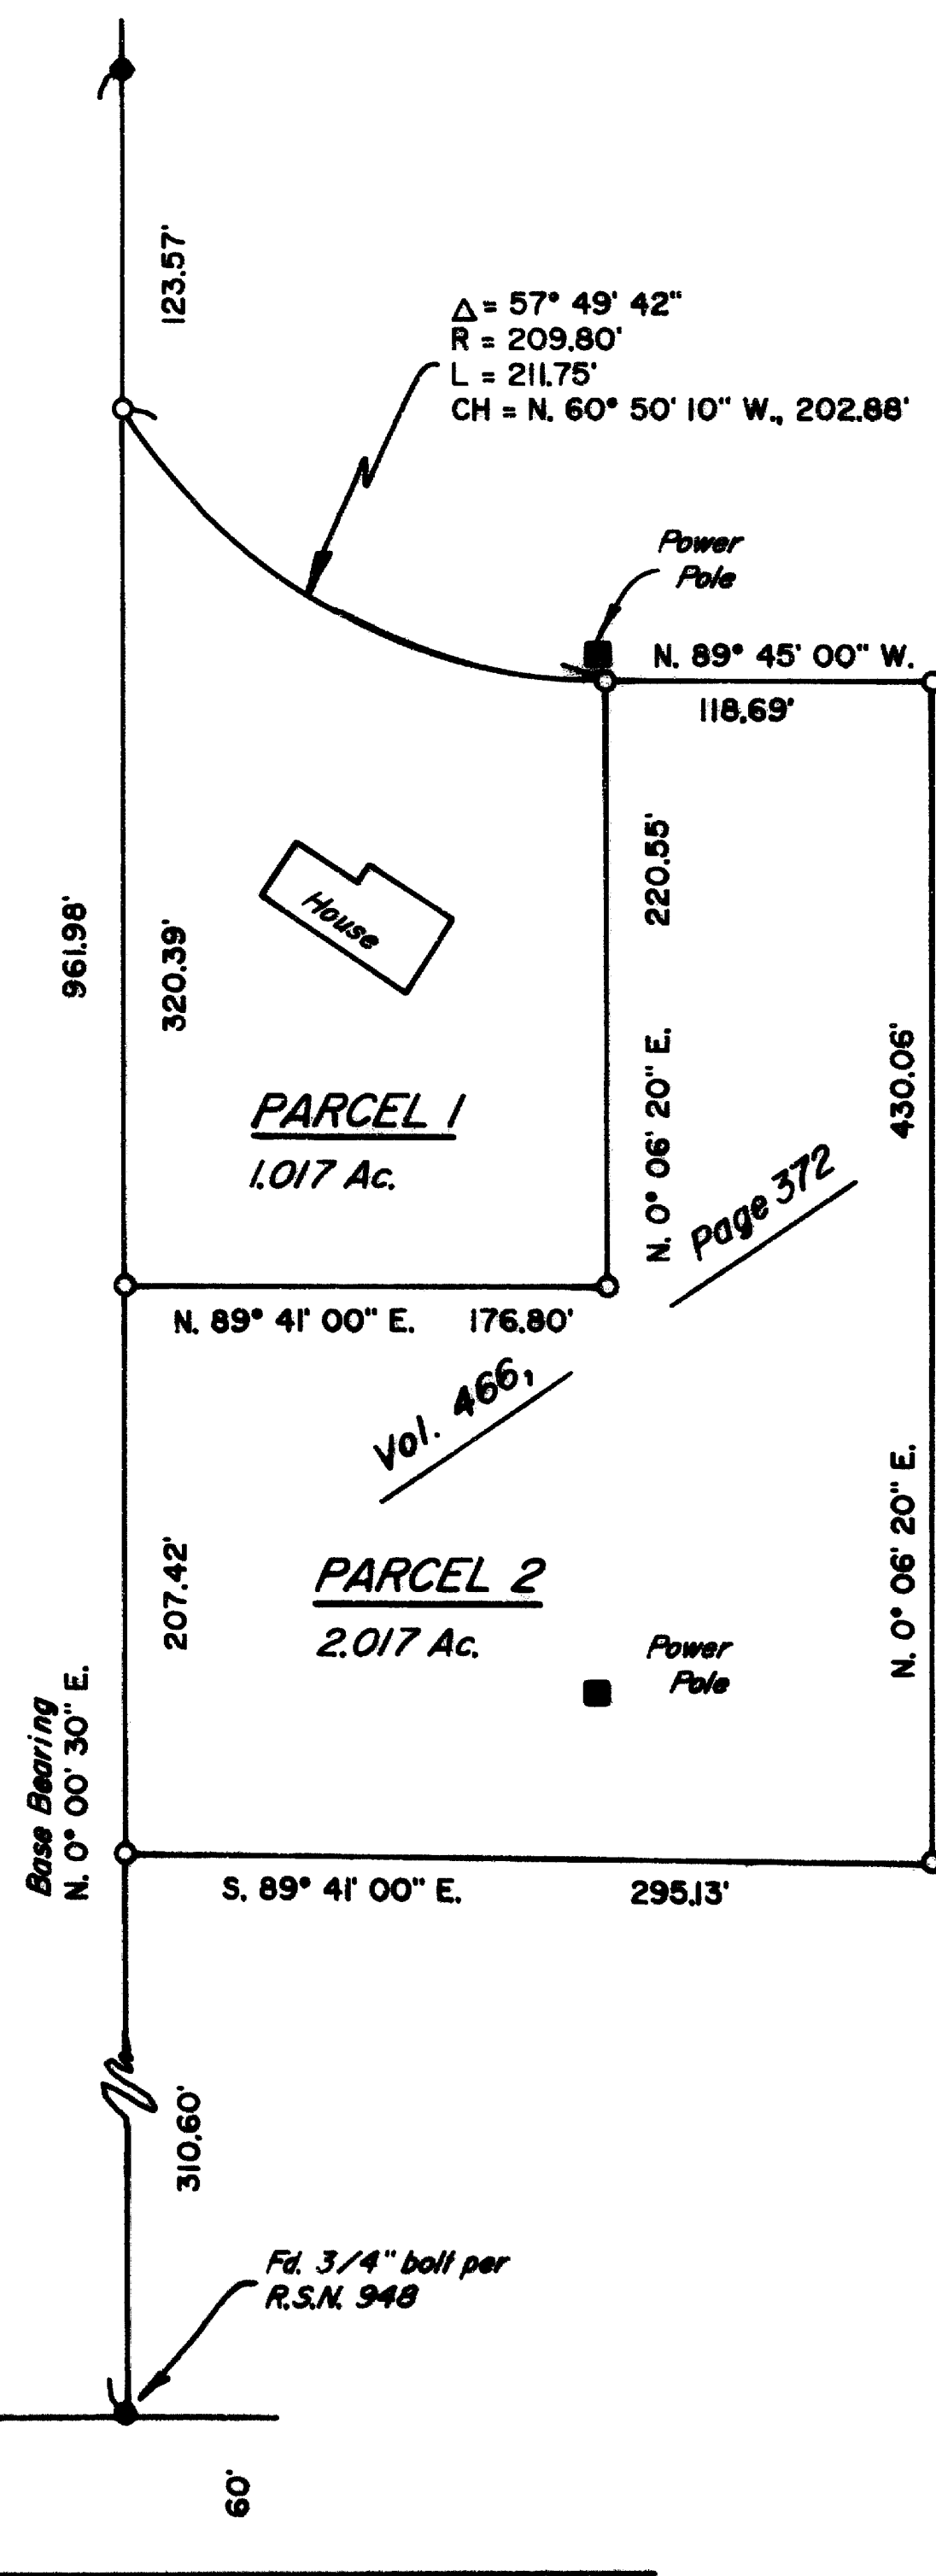 123.57'
Δ = 57° 49' 42"
R = 209.80'
L = 211.75'
CH = N. 60° 50' 10" W., 202.88'
Power
Pole
N. 89° 45' 00" W.
118.69'
220.55'
N. 0° 06' 20" E.
House
961.98'
320.39'
430.06'
N. 0° 06' 20" E.
PARCEL 1
1.017 Ac.
Page 372
N. 89° 41' 00" E. 176.80'
Vol. 466,
207.42'
PARCEL 2
2.017 Ac.
Power
Pole
Base Bearing
N. 0° 00' 30" E.
S. 89° 41' 00" E. 295.13'
310.60'
Fd. 3/4" bolt per
R.S.N. 948
60'